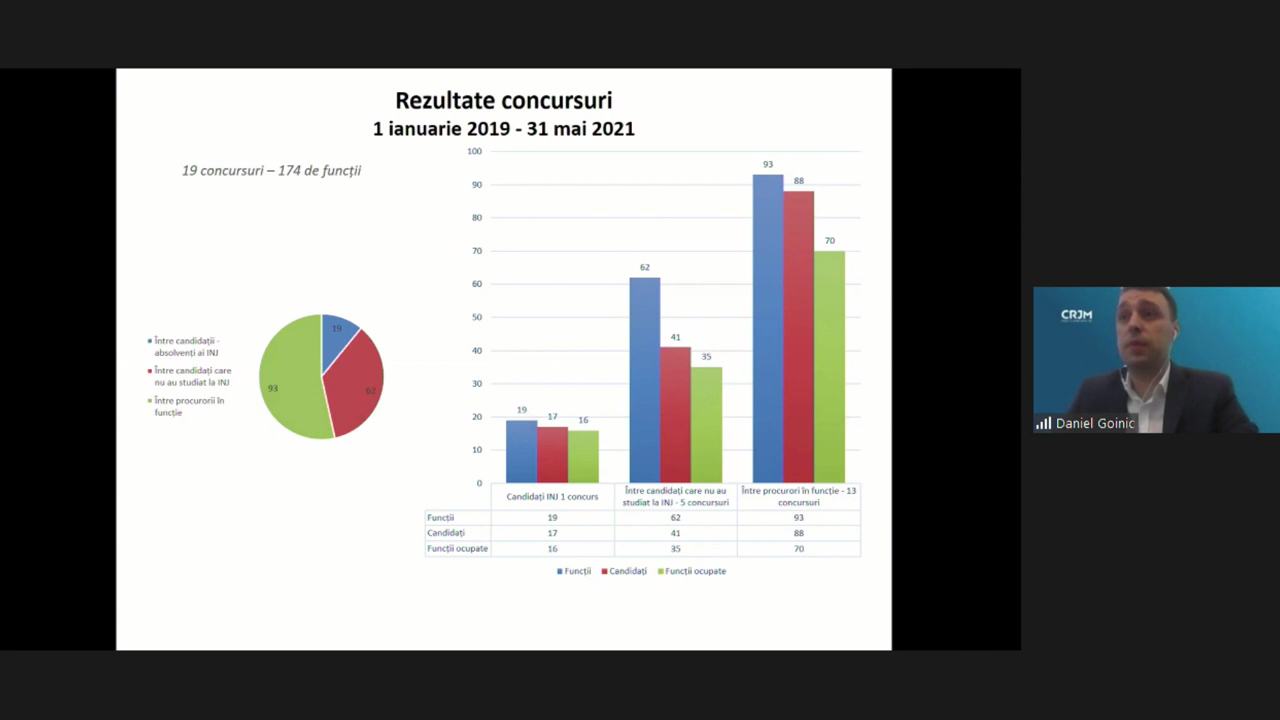 Rezultate concursuri
1 ianuarie 2019 - 31 mai 2021
19 concursuri – 174 de funcții
Între candidații -
absolvenți ai INJ
Între candidați care
nu au studiat la INJ
Între procurorii în
funcție
19
62
93
100
90
80
70
60
50
40
30
20
10
0
19
17
16
62
41
35
93
88
70
Candidați INJ 1 concurs
Între candidați care nu au
studiat la INJ - 5 concursuri
Între procurori în funcție - 13
concursuri
Funcții 19 62 93
Candidați 17 41 88
Funcții ocupate 16 35 70
Funcții Candidați Funcții ocupate
CRJM
Daniel Goinic